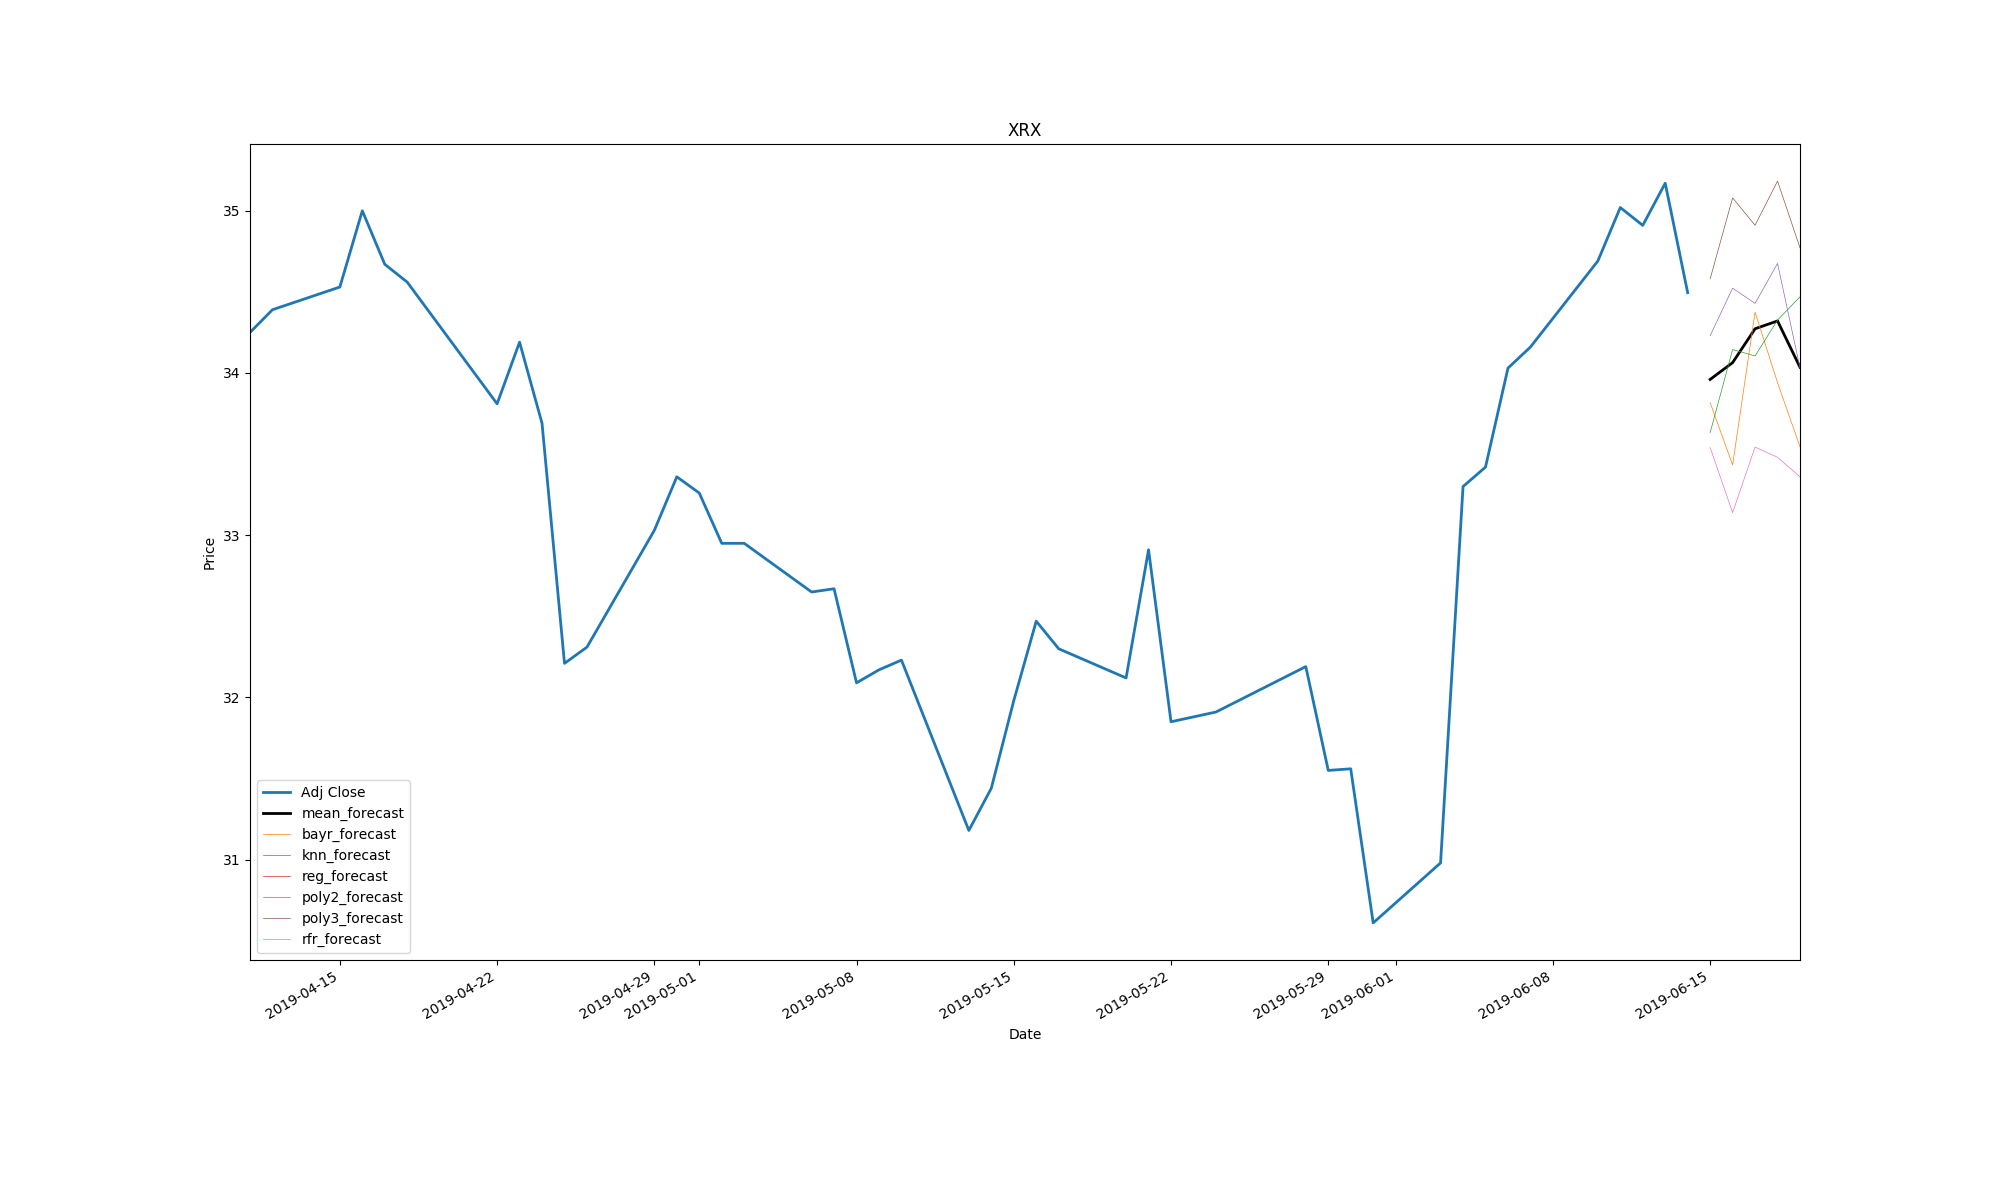 XRX
35
34
33
32
31
Price
Adj Close
mean_forecast
bayr_forecast
knn_forecast
reg_forecast
poly2_forecast
poly3_forecast
rfr_forecast
2019-04-15
2019-04-22
2019-04-29
2019-05-01
2019-05-08
2019-05-15
2019-05-22
2019-05-29
2019-06-01
2019-06-08
2019-06-15
Date